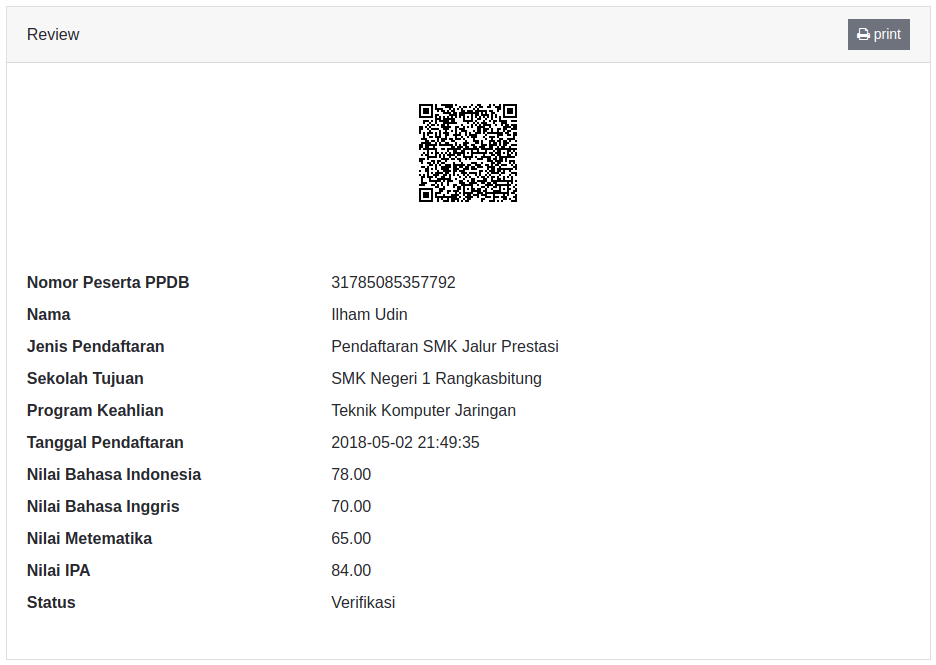 Review
print
Nomor Peserta PPDB 31785085357792
Nama Ilham Udin
Jenis Pendaftaran Pendaftaran SMK Jalur Prestasi
Sekolah Tujuan SMK Negeri 1 Rangkasbitung
Program Keahlian Teknik Komputer Jaringan
Tanggal Pendaftaran 2018-05-02 21:49:35
Nilai Bahasa Indonesia 78.00
Nilai Bahasa Inggris 70.00
Nilai Metematika 65.00
Nilai IPA 84.00
Status Verifikasi